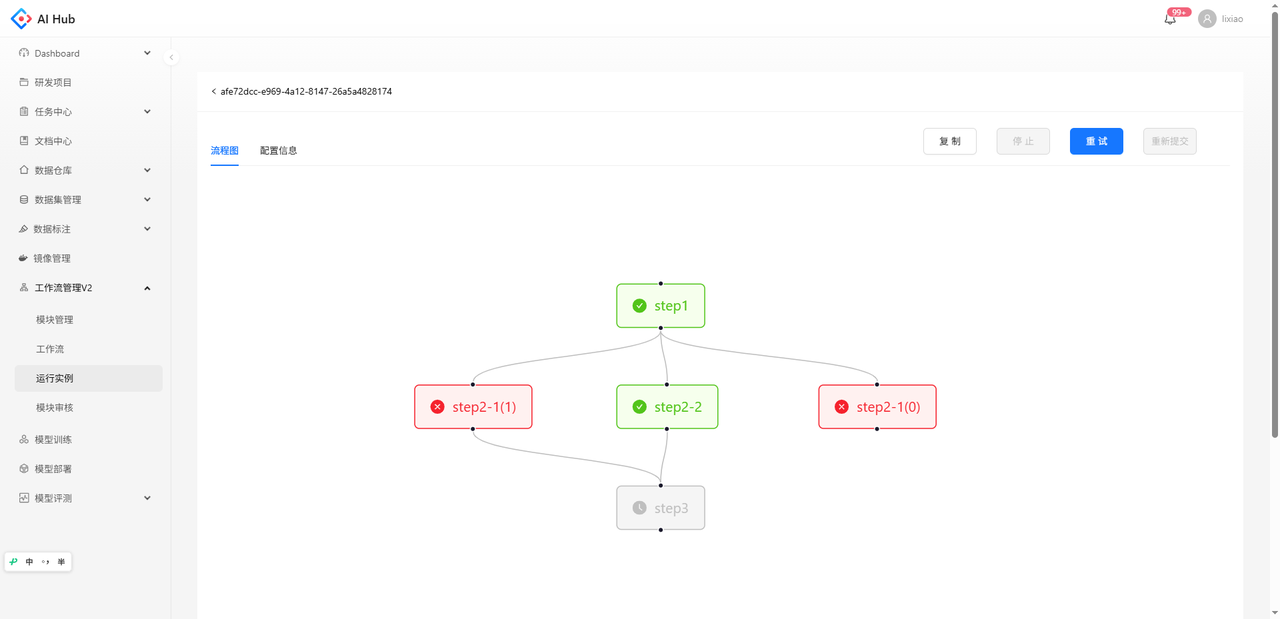 AI Hub
99+
lixiao
Dashboard
研发项目
任务中心
文档中心
数据仓库
数据集管理
数据标注
镜像管理
工作流管理V2
模块管理
工作流
运行实例
模块审核
模型训练
模型部署
模型评测
afe72dcc-e969-4a12-8147-26a5a4828174
流程图
配置信息
复 制
停 止
重 试
重新提交
step1
step2-1(1)
step2-2
step2-1(0)
step3
中
半